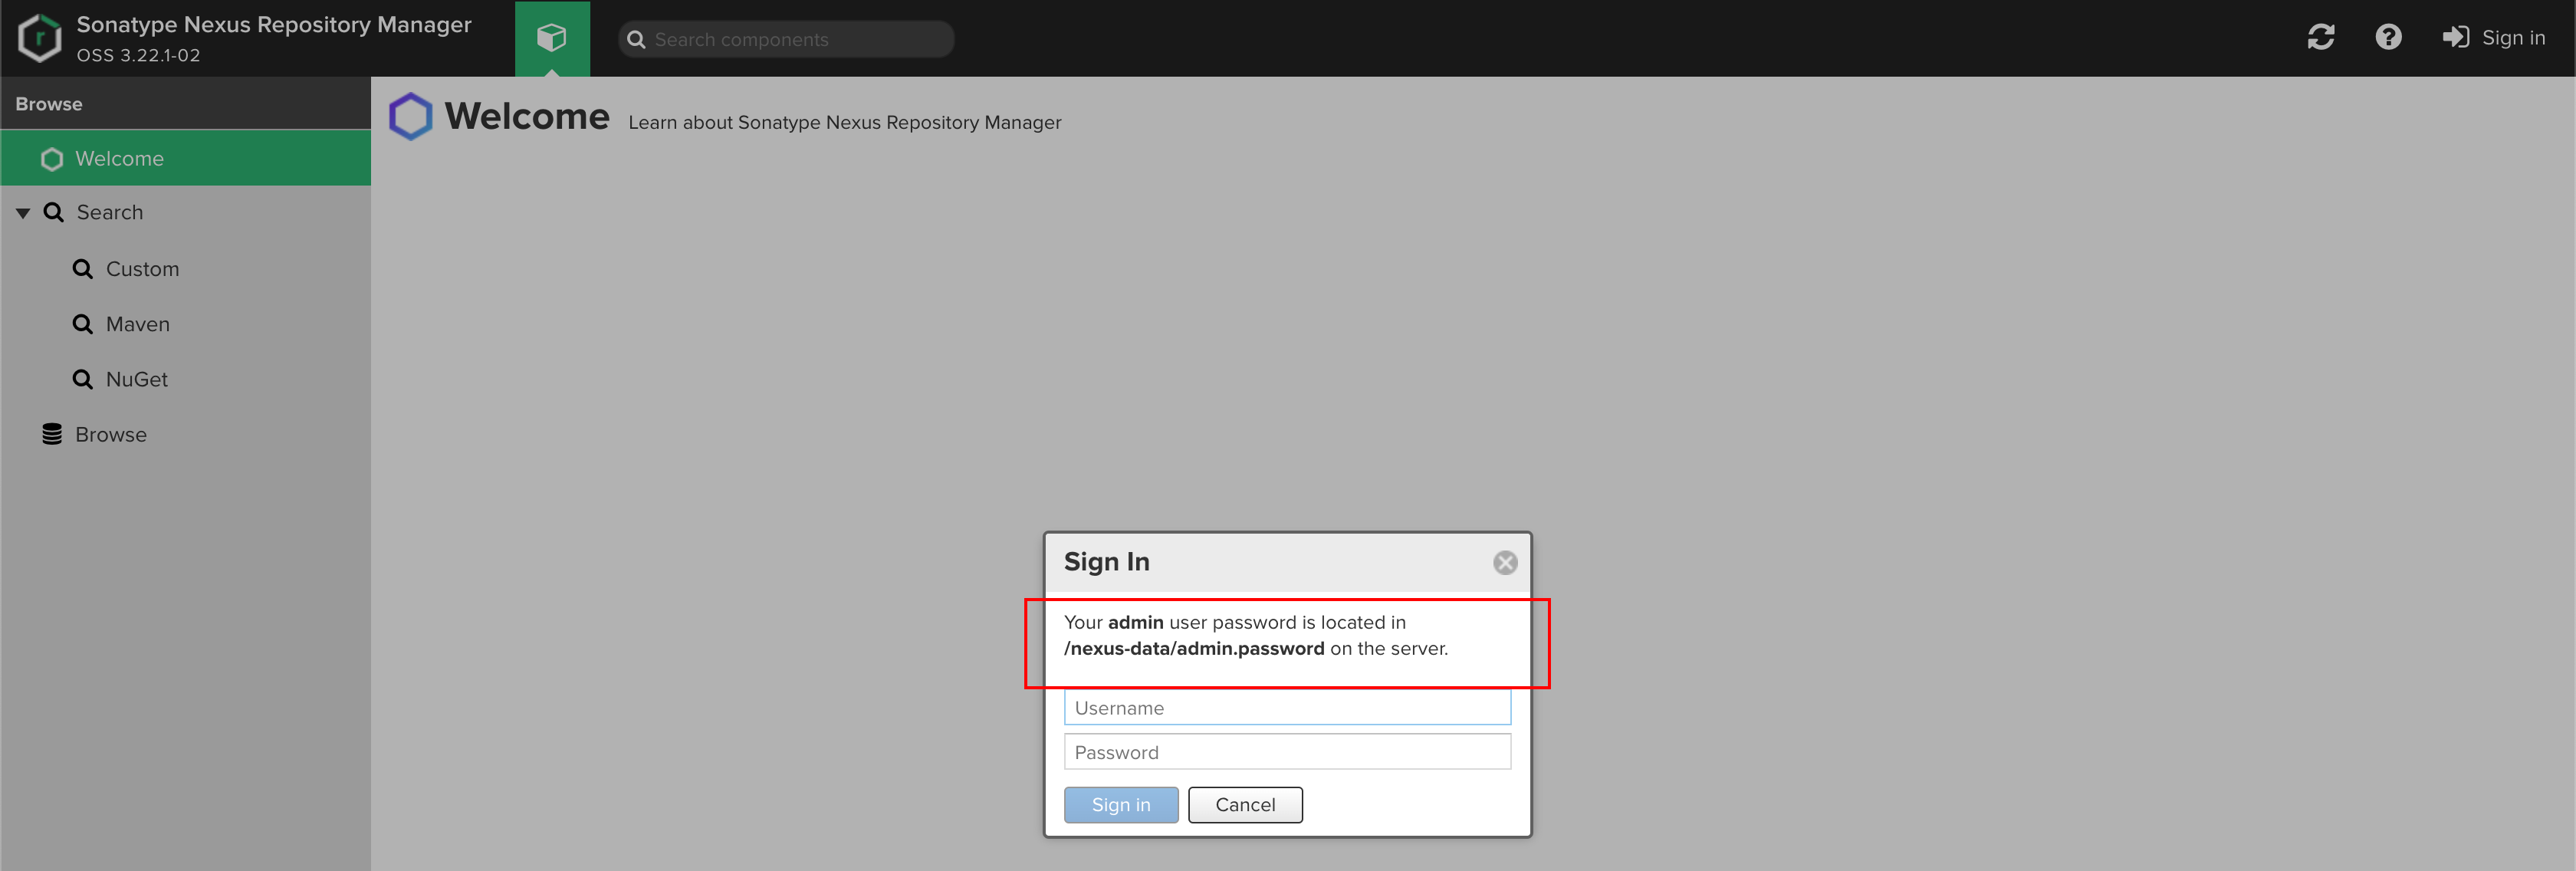 Sonatype Nexus Repository Manager
OSS 3.22.1-02
Search components
Sign in
Browse
Welcome
Search
Custom
Maven
NuGet
Browse
Welcome Learn about Sonatype Nexus Repository Manager
Sign In
Your admin user password is located in
/nexus-data/admin.password on the server.
Username
Password
Sign in Cancel